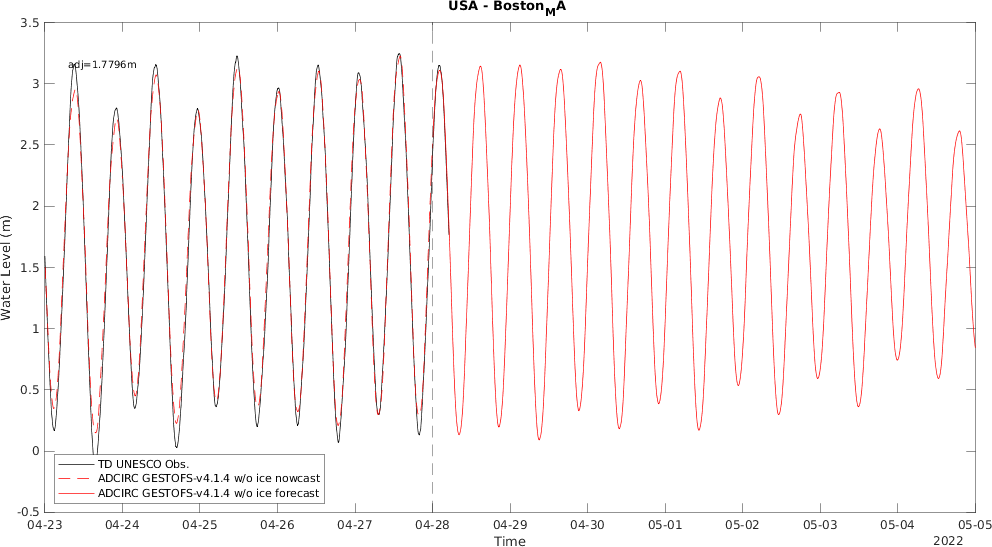 USA - Boston_MA
adj=1.7796m
Water Level (m)
3.5
3
2.5
2
1.5
1
0.5
0
-0.5
TD UNESCO Obs.
ADCIRC GESTOFS-v4.1.4 w/o ice nowcast
ADCIRC GESTOFS-v4.1.4 w/o ice forecast
04-23 04-24 04-25 04-26 04-27 04-28 04-29 04-30 05-01 05-02 05-03 05-04 05-05
Time
2022